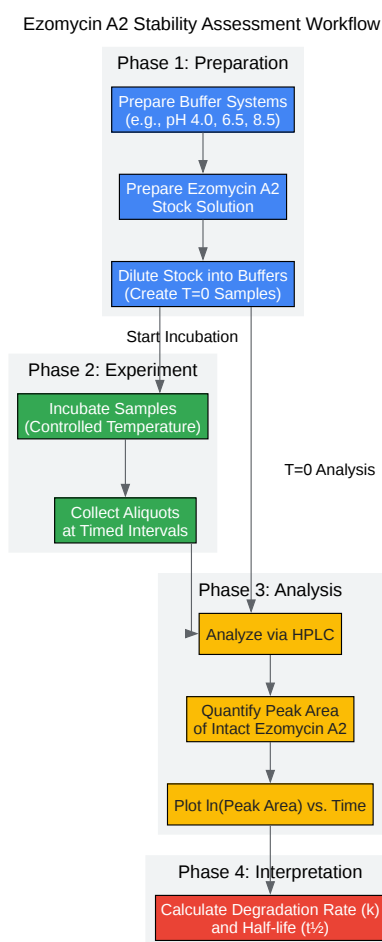 Ezomycin A2 Stability Assessment Workflow
Phase 1: Preparation
Prepare Buffer Systems
(e.g., pH 4.0, 6.5, 8.5)
Prepare Ezomycin A2
Stock Solution
Dilute Stock into Buffers
(Create T=0 Samples)
Start Incubation
Phase 2: Experiment
Incubate Samples
(Controlled Temperature)
T=0 Analysis
Collect Aliquots
at Timed Intervals
Phase 3: Analysis
Analyze via HPLC
Quantify Peak Area
of Intact Ezomycin A2
Plot ln(Peak Area) vs. Time
Phase 4: Interpretation
Calculate Degradation Rate (k)
and Half-life (t½)